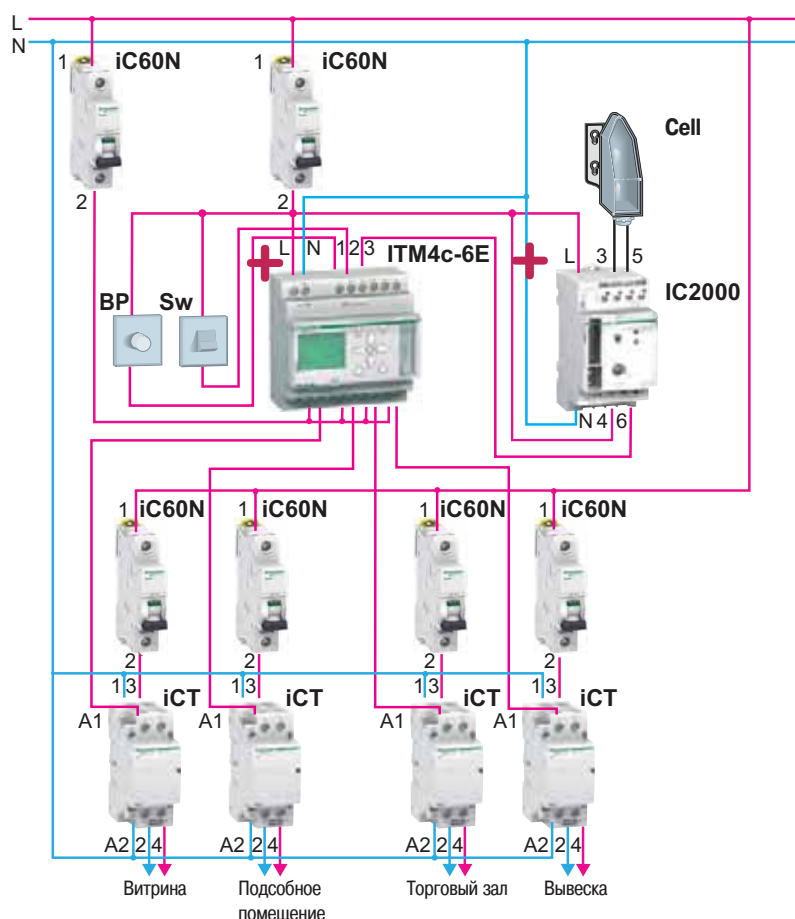 L
N
1 iC60N 1 iC60N
Cell
2 2
L N 1 2 3 ITM4c-6E L 3 5
BP Sw IC2000
N 4 6
1 iC60N 1 iC60N 1 iC60N 1 iC60N
2 2 2 2
1 3 iCT 1 3 iCT 1 3 iCT 1 3 iCT
A1 A1 A1 A1
A2 2 4 A2 2 4 A2 2 4 A2 2 4
Витрина Подсобное помещение Торговый зал Вывеска